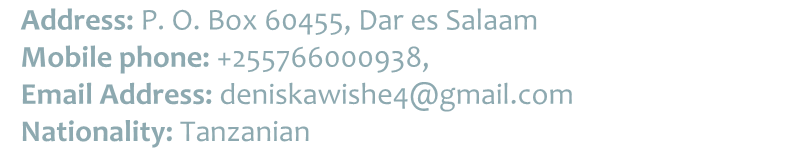 Address: P. O. Box 60455, Dar es Salaam
Mobile phone: +255766000938,
Email Address: deniskawishe4@gmail.com
Nationality: Tanzanian